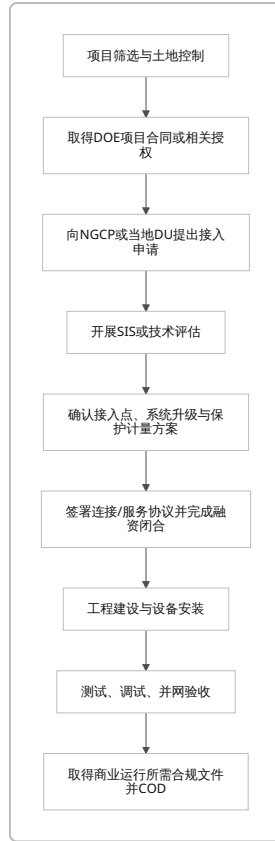 项目筛选与土地控制
取得DOE项目合同或相关授
权
向NGCP或当地DU提出接入
申请
开展SIS或技术评估
确认接入点、系统升级与保
护计量方案
签署连接/服务协议并完成融
资闭合
工程建设与设备安装
测试、调试、并网验收
取得商业运行所需合规文件
并COD